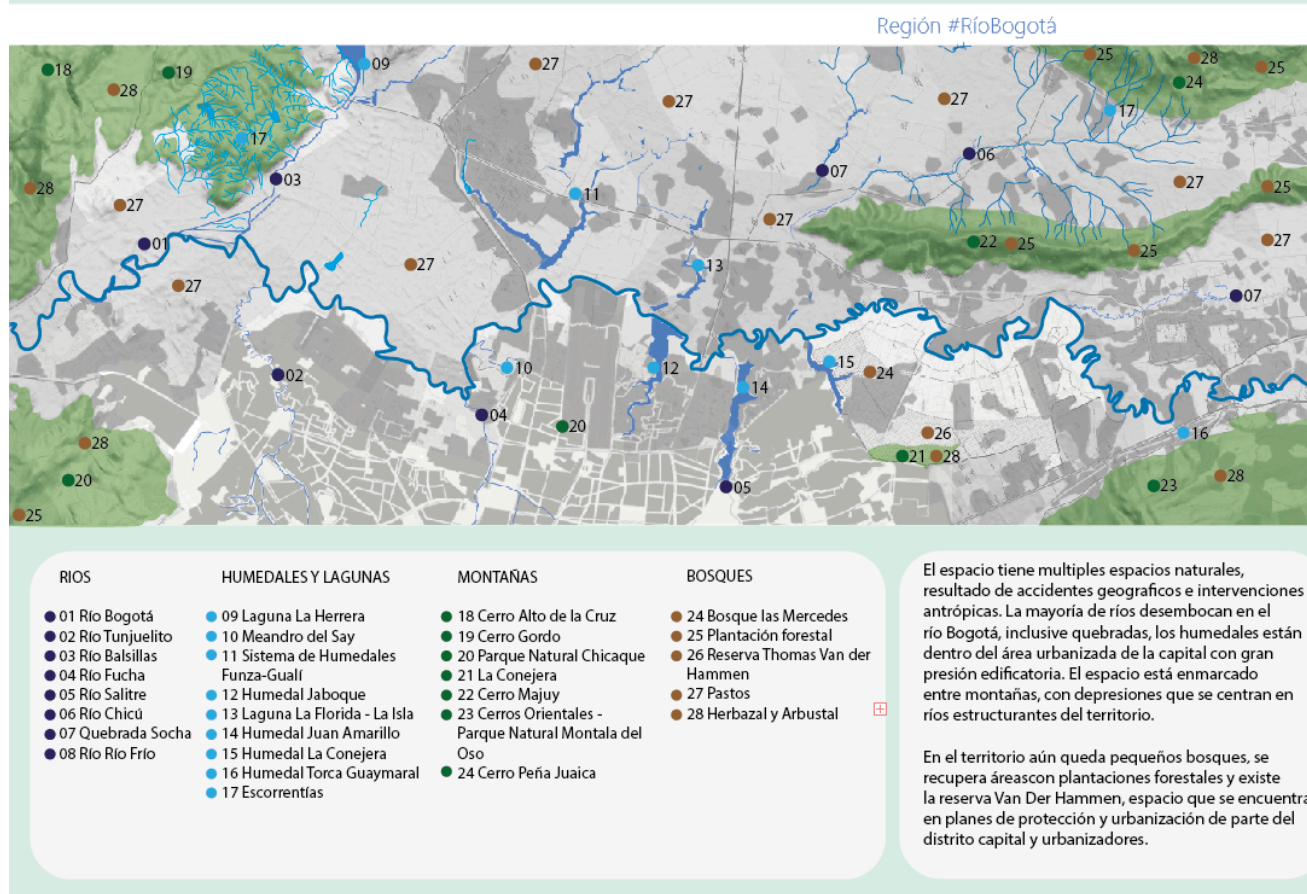 Región #RíoBogotá
18
19
28
17
03
28
27
01
27
09
27
27
11
27
27
13
07
27
06
25
28
25
24
17
27
25
22
25
25
27
07
02
10
04
20
12
14
15
24
05
26
21
28
16
23
28
28
20
25
RIOS
01 Río Bogotá
02 Río Tunjuelito
03 Río Balsillas
04 Río Fucha
05 Río Salitre
06 Río Chicú
07 Quebrada Socha
08 Río Río Frío
HUMEDALES Y LAGUNAS
09 Laguna La Herrera
10 Meandro del Say
11 Sistema de Humedales
Funza-Gualí
12 Humedal Jaboque
13 Laguna La Florida - La Isla
14 Humedal Juan Amarillo
15 Humedal La Conejera
16 Humedal Torca Guaymaral
17 Escorrentías
MONTAÑAS
18 Cerro Alto de la Cruz
19 Cerro Gordo
20 Parque Natural Chicaque
21 La Conejera
22 Cerro Majuy
23 Cerros Orientales -
Parque Natural Montala del
Oso
24 Cerro Peña Juaica
BOSQUES
24 Bosque las Mercedes
25 Plantación forestal
26 Reserva Thomas Van der
Hammen
27 Pastos
28 Herbazal y Arbustal
El espacio tiene multiples espacios naturales,
resultado de accidentes geograficos e intervenciones
antrópicas. La mayoría de ríos desembocan en el
río Bogotá, inclusive quebradas, los humedales están
dentro del área urbanizada de la capital con gran
presión edificatoria. El espacio está enmarcado
entre montañas, con depresiones que se centran en
ríos estructurantes del territorio.
En el territorio aún queda pequeños bosques, se
recupera áreascon plantaciones forestales y existe
la reserva Van Der Hammen, espacio que se encuentra
en planes de protección y urbanización de parte del
distrito capital y urbanizadores.